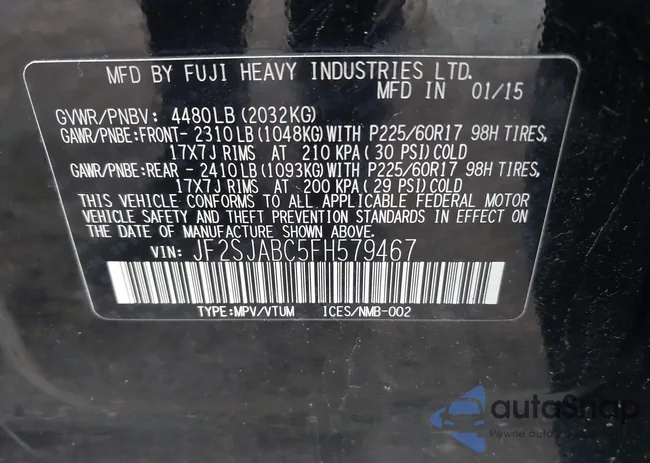 MFD BY FUJI HEAVY INDUSTRIES LTD.
MFD IN 01/15
GVWR/PNBV: 4480LB (2032KG)
GAWR/PNBE:FRONT- 2310LB (1048KG) WITH P225/60R17 98H TIRES,
17X7J RIMS AT 210 KPA (30 PSI) COLD
GAWR/PNBE:REAR - 2410LB (1093KG) WITH P225/60R17 98H TIRES,
17X7J RIMS AT 200 KPA (29 PSI) COLD
THIS VEHICLE CONFORMS TO ALL APPLICABLE FEDERAL MOTOR
VEHICLE SAFETY AND THEFT PREVENTION STANDARDS IN EFFECT ON
THE DATE OF MANUFACTURE SHOWN ABOVE.
VIN: JF2SJABC5FH579467
TYPE:MPV/VTUM ICES/NMB-002
autoSnap
Pewne auto